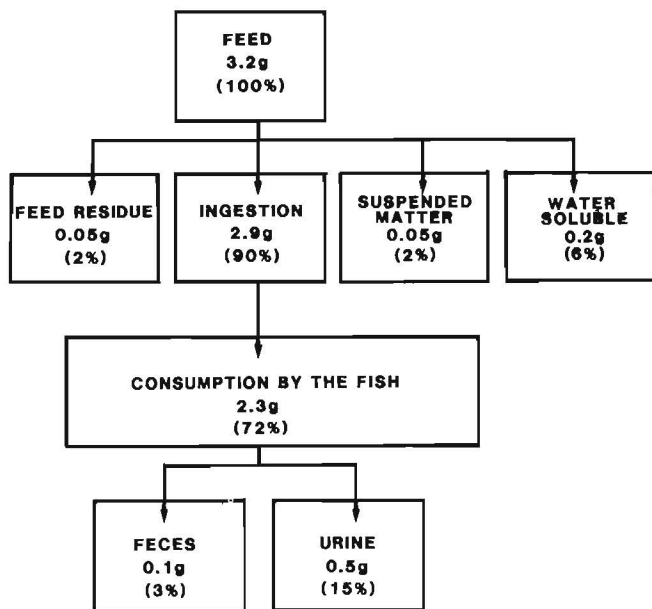 FEED
3.2g
(100%)
FEED RESIDUE
0.05g
(2%)
INGESTION
2.9g
(90%)
SUSPENDED
MATTER
0.05g
(2%)
WATER
SOLUBLE
0.2g
(6%)
CONSUMPTION BY THE FISH
2.3g
(72%)
FECES
0.1g
(3%)
URINE
0.5g
(15%)